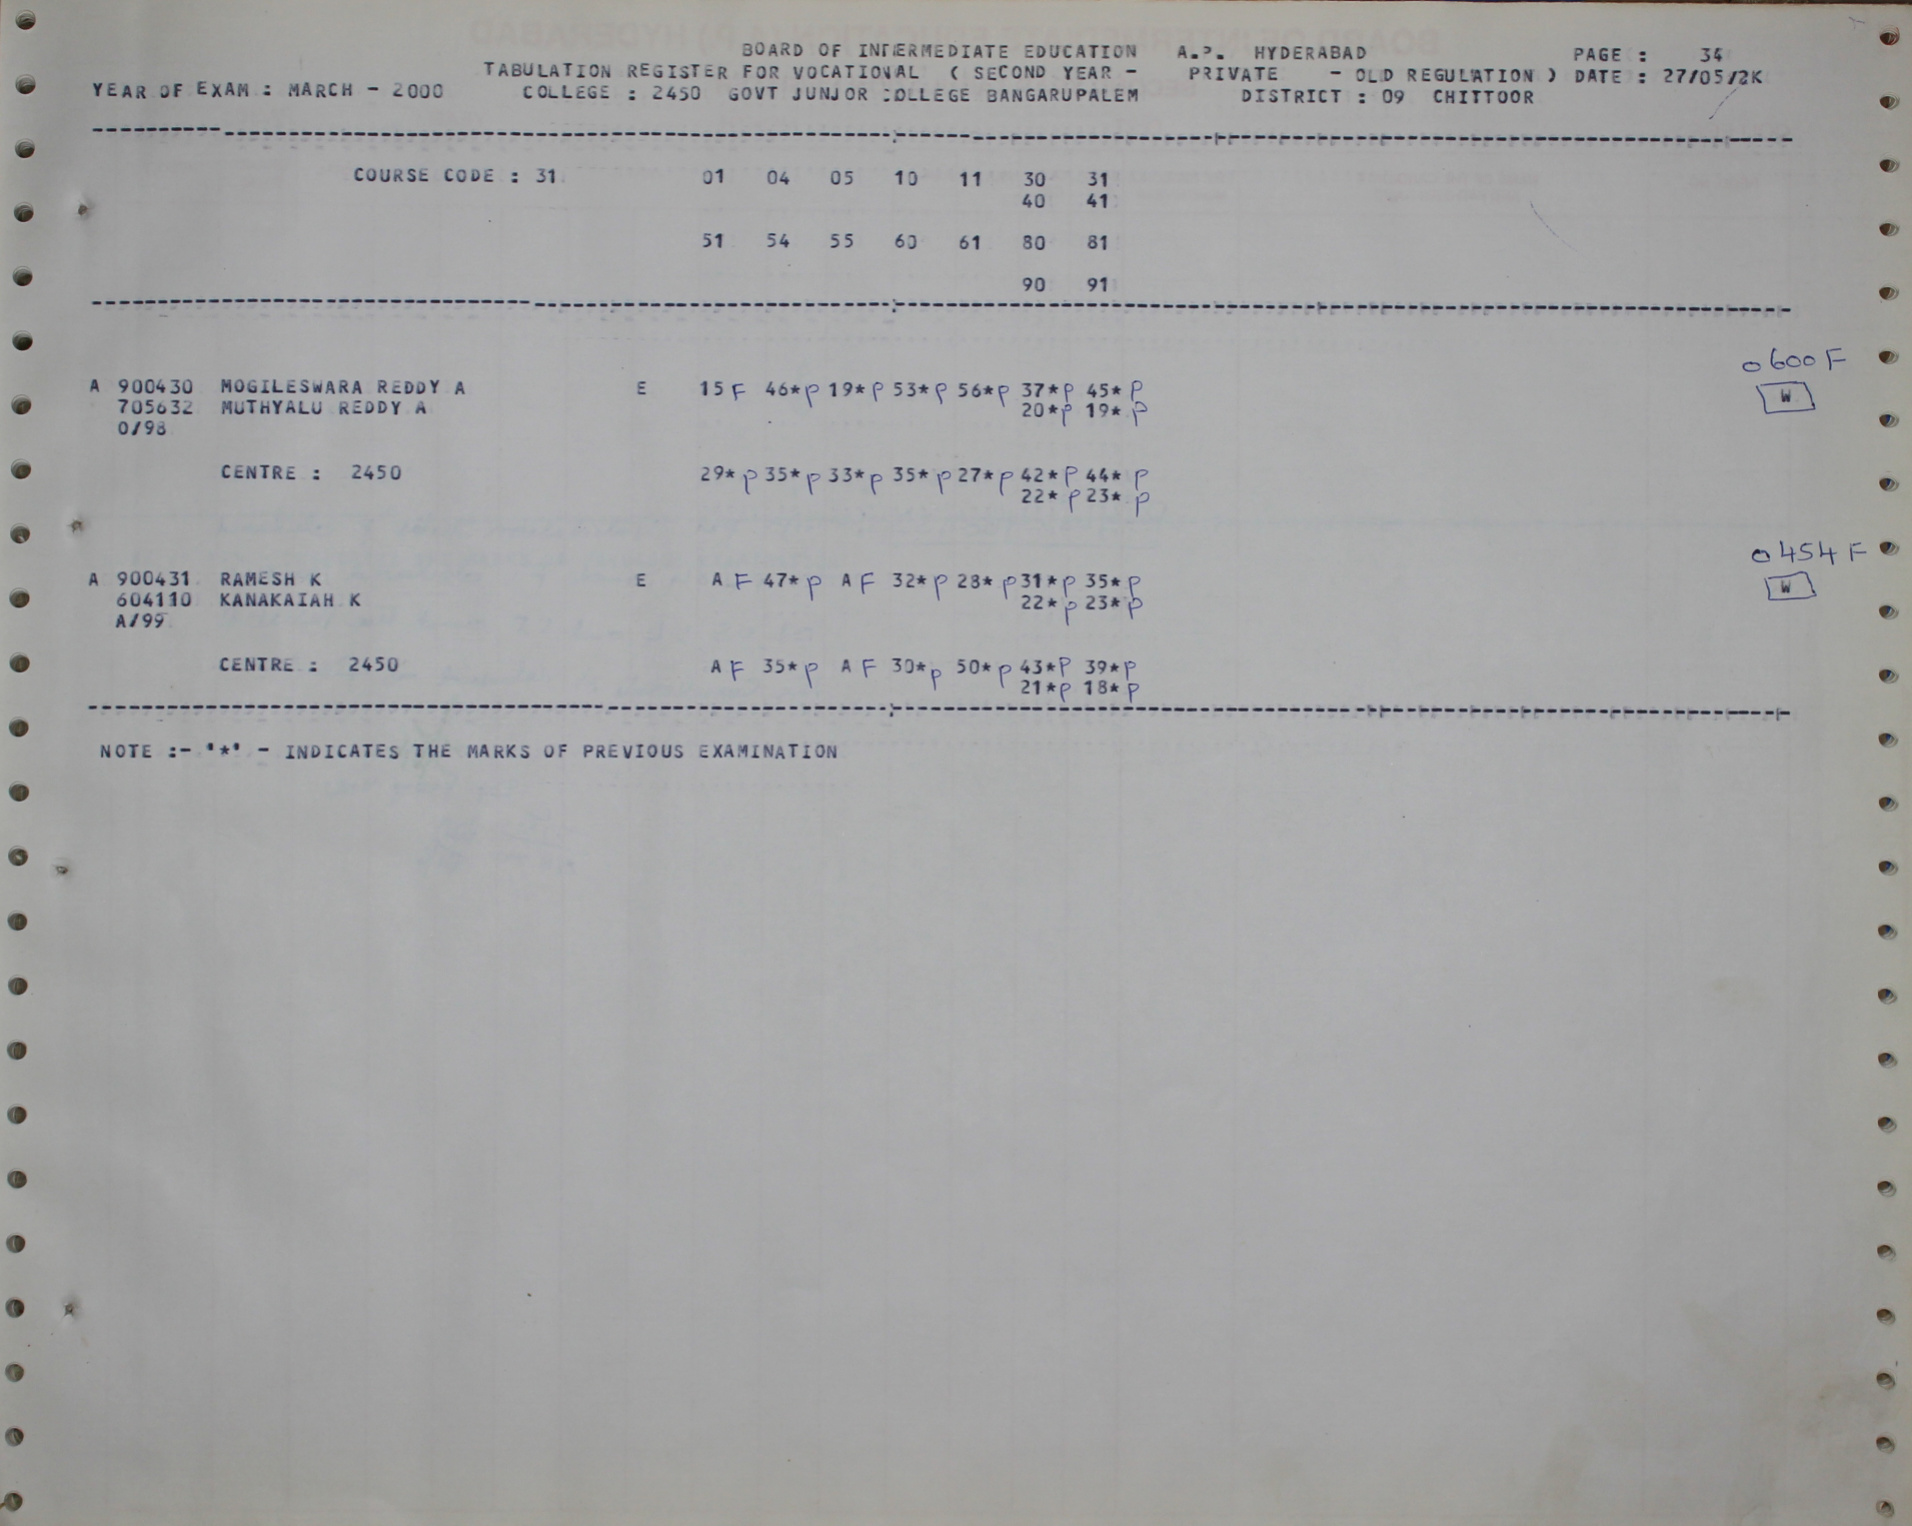 BOARD OF INTERMEDIATE EDUCATION A.P. HYDERABAD PAGE : 34
TABULATION REGISTER FOR VOCATIONAL ( SECOND YEAR - PRIVATE - OLD REGULATION ) DATE : 27/05/2K
YEAR OF EXAM : MARCH - 2000 COLLEGE : 2450 GOVT JUNJOR COLLEGE BANGARUPALEM DISTRICT : 09 CHITTOOR
COURSE CODE : 31 01 04 05 10 11 30 31
40 41
51 54 55 60 61 80 81
90 91
0600 F
A 900430 MOGILESWARA REDDY A E 15 F 46* P 19* P 53* P 56* P 37* P 45* P W
705632 MUTHYALU REDDY A 20* P 19* P
0/98
CENTRE : 2450 29* P 35* P 33* P 35* P 27* P 42* P 44* P
22* P 23* P
0454 F
A 900431 RAMESH K E A F 47* P A F 32* P 28* P 31* P 35* P W
604110 KANAKAIAH K 22* P 23* P
A/99
CENTRE : 2450 A F 35* P A F 30* P 50* P 43* P 39* P
21* P 18* P
NOTE :- '*' - INDICATES THE MARKS OF PREVIOUS EXAMINATION